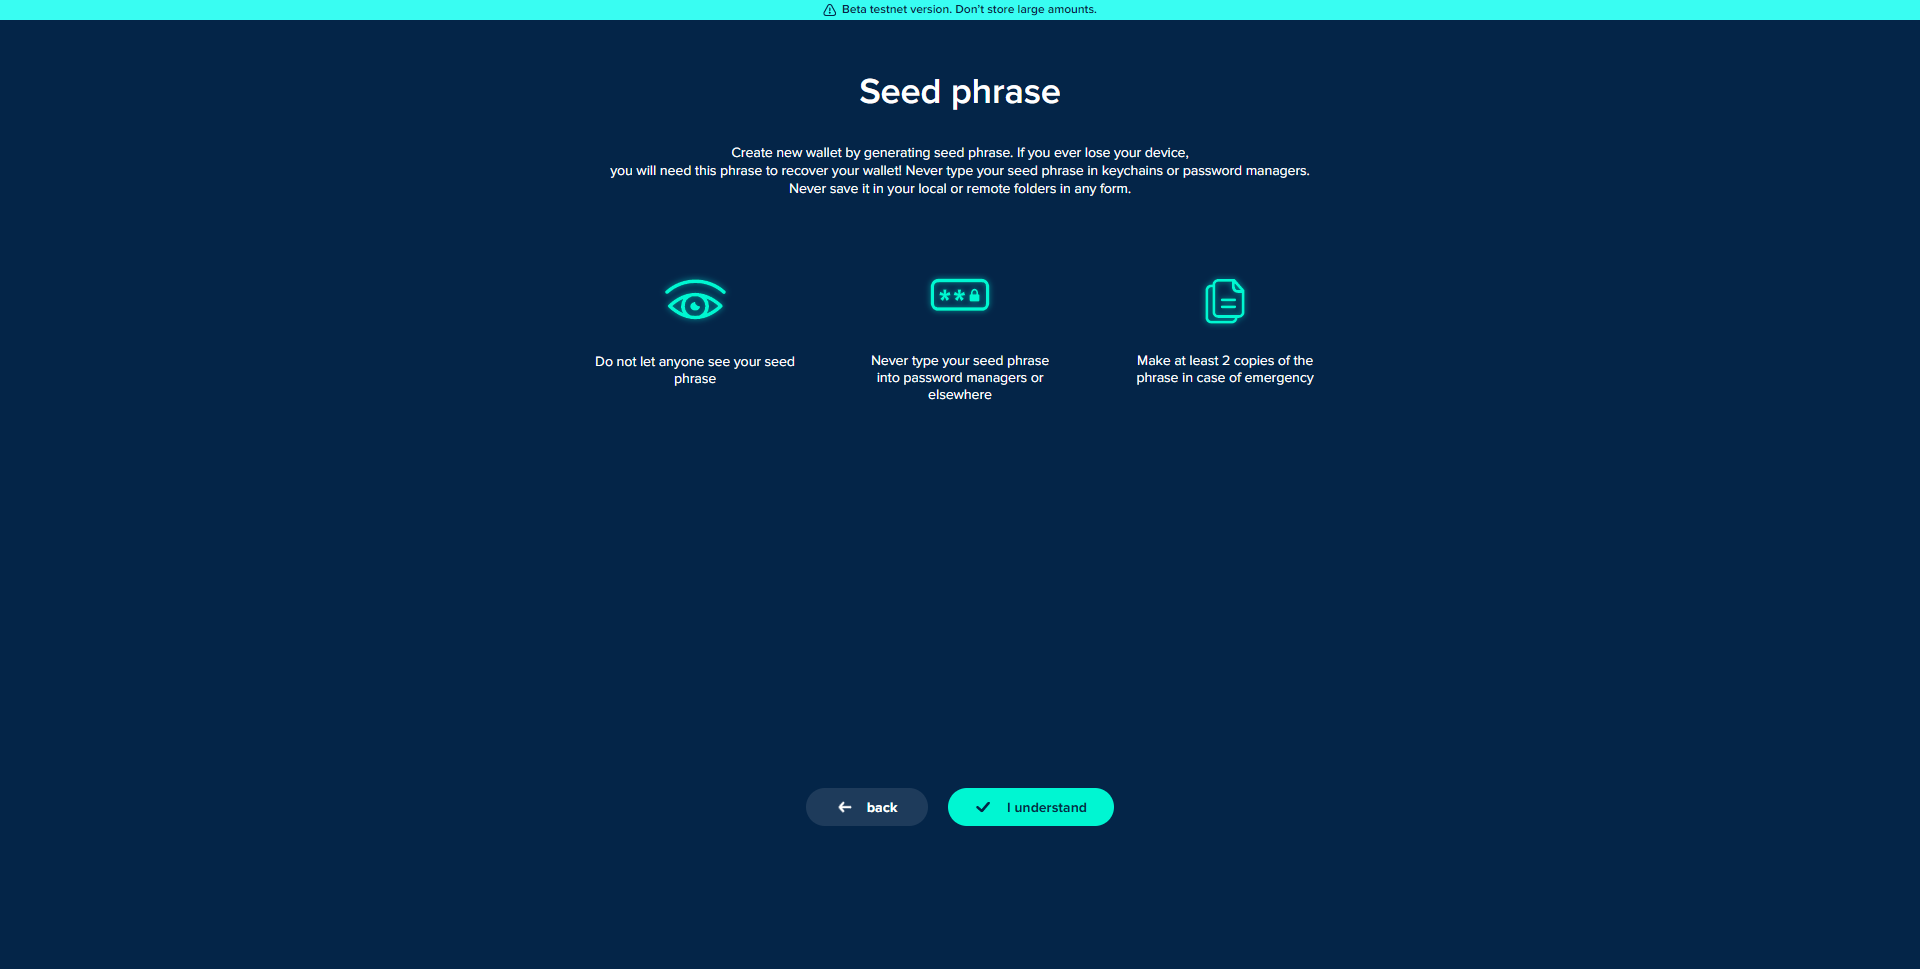 Beta testnet version. Don't store large amounts.
Seed phrase
Create new wallet by generating seed phrase. If you ever lose your device,
you will need this phrase to recover your wallet! Never type your seed phrase in keychains or password managers.
Never save it in your local or remote folders in any form.
Do not let anyone see your seed
phrase
Never type your seed phrase
into password managers or
elsewhere
Make at least 2 copies of the
phrase in case of emergency
back
I understand